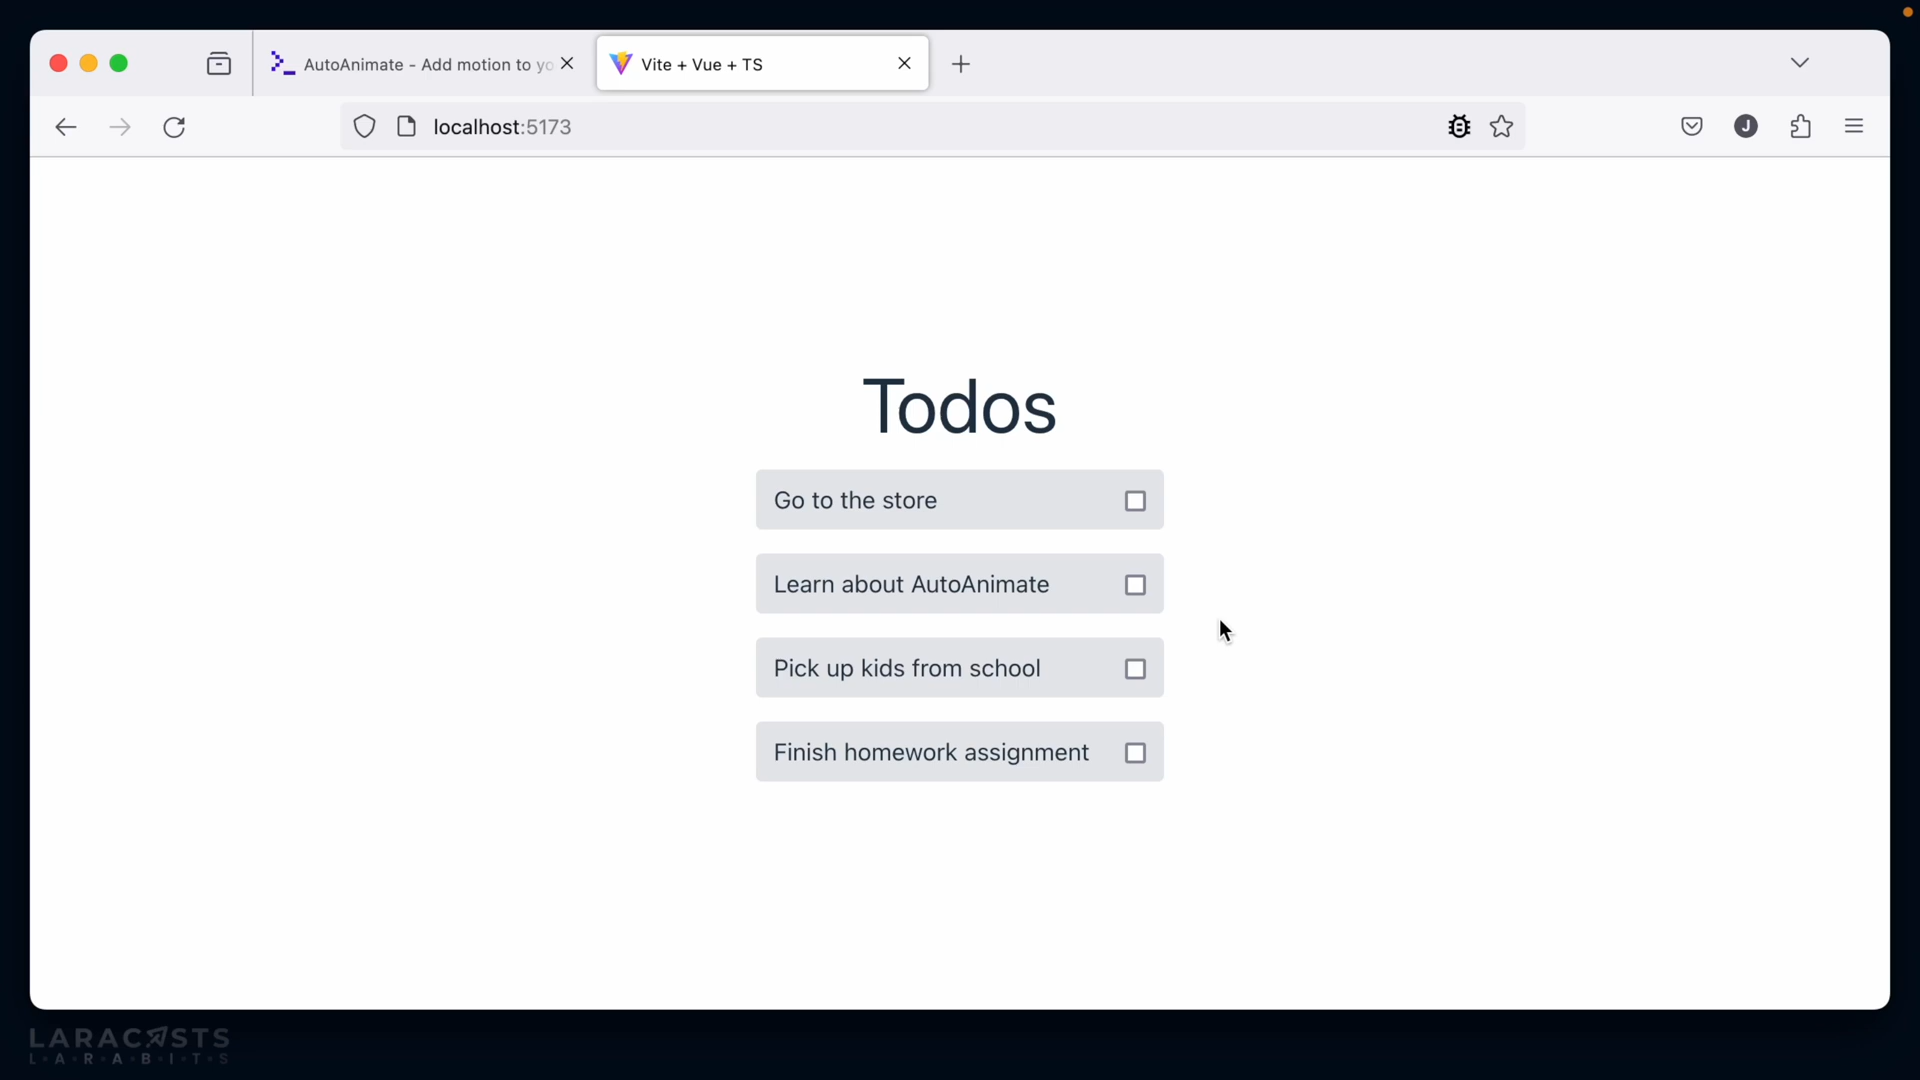 AutoAnimate - Add motion to yo
Vite + Vue + TS
localhost:5173
J
Todos
Go to the store
Learn about AutoAnimate
Pick up kids from school
Finish homework assignment
LARACASTS
L·A·R·A·B·I·T·S